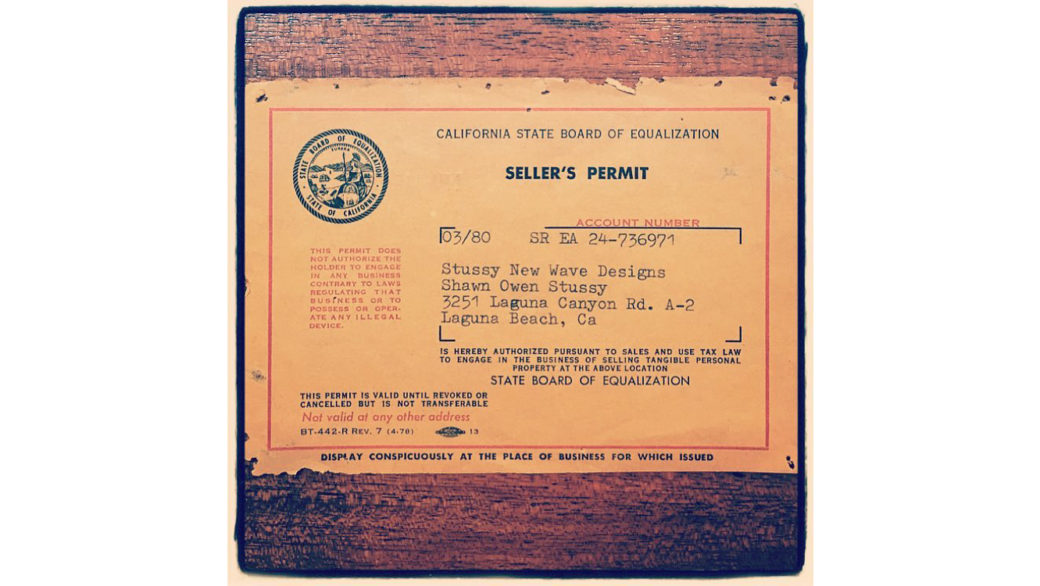 CALIFORNIA STATE BOARD OF EQUALIZATION
SELLER'S PERMIT
STATE BOARD OF EQUALIZATION
EUREKA
STATE OF CALIFORNIA
ACCOUNT NUMBER
03/80 SR EA 24-736971
THIS PERMIT DOES
NOT AUTHORIZE THE
HOLDER TO ENGAGE
IN ANY BUSINESS
CONTRARY TO LAWS
REGULATING THAT
BUSINESS OR TO
POSSESS OR OPER-
ATE ANY ILLEGAL
DEVICE.
Stussy New Wave Designs
Shawn Owen Stussy
3251 Laguna Canyon Rd. A-2
Laguna Beach, Ca
IS HEREBY AUTHORIZED PURSUANT TO SALES AND USE TAX LAW
TO ENGAGE IN THE BUSINESS OF SELLING TANGIBLE PERSONAL
PROPERTY AT THE ABOVE LOCATION
STATE BOARD OF EQUALIZATION
THIS PERMIT IS VALID UNTIL REVOKED OR
CANCELLED BUT IS NOT TRANSFERABLE
Not valid at any other address
BT-442-R REV. 7 (4-78) 13
DISPLAY CONSPICUOUSLY AT THE PLACE OF BUSINESS FOR WHICH ISSUED